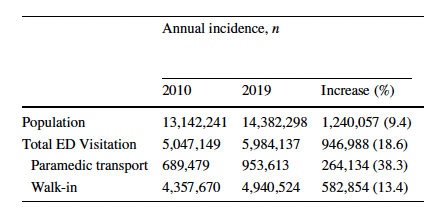 Annual incidence, n
2010 2019 Increase (%)
Population 13,142,241 14,382,298 1,240,057 (9.4)
Total ED Visitation 5,047,149 5,984,137 946,988 (18.6)
Paramedic transport 689,479 953,613 264,134 (38.3)
Walk-in 4,357,670 4,940,524 582,854 (13.4)